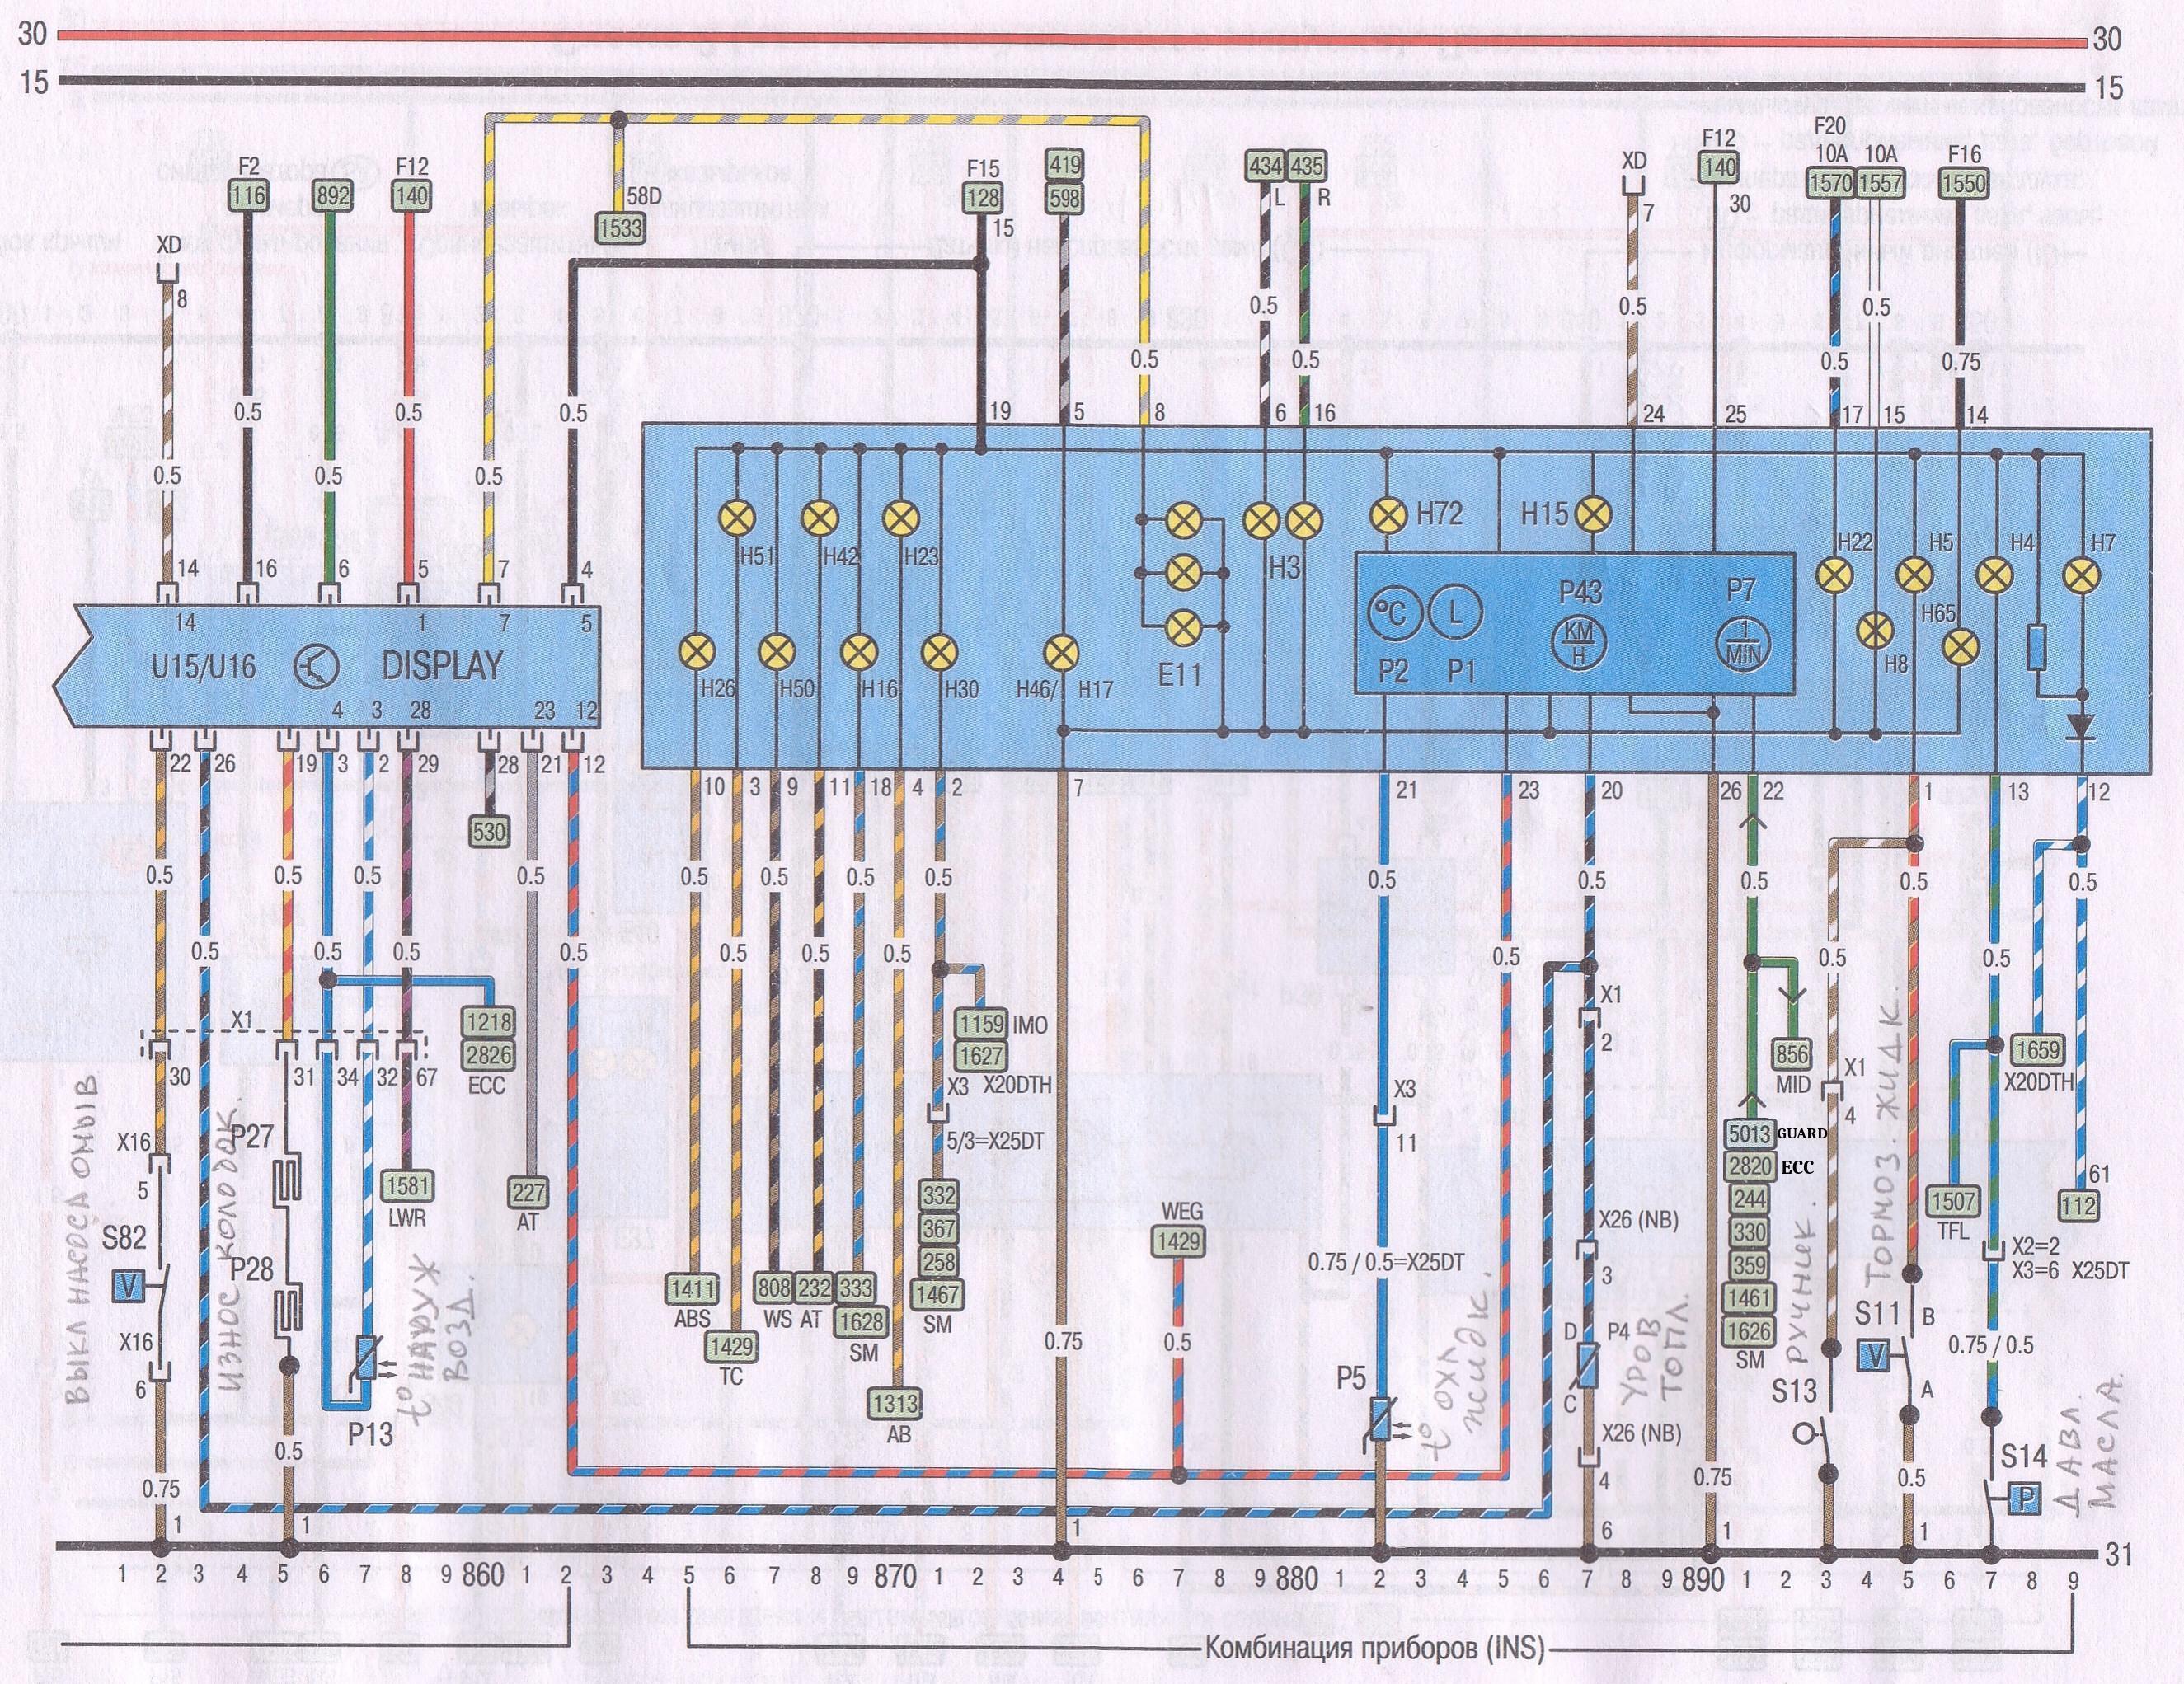 30 30
15 15
F20
F2 F12 F15 419 434 435 XD F12 10A 10A F16
116 892 140 58D 128 598 L R 7 140 1570 1557 1550
XD 1533 15 30
8
0.5 0.5 0.5
0.5 0.5 0.5 0.75
0.5 0.5 0.5 19 5 8 6 16 24 25 17 15 14
0.5 0.5 0.5
H72 H15
14 16 6 5 7 4 H51 H42 H23 H3 H22 H5 H4 H7
14 1 7 5 °C L P43 P7 H65
U15/U16 DISPLAY KM/H 1/MIN H8
H26 H50 H16 H30 H46/ H17 E11 P2 P1
4 3 28 23 12
22 26 19 3 2 29 28 21 12 10 3 9 11 18 4 2 7 21 23 20 26 22 1 13 12
530
0.5 0.5 0.5 0.5 0.5 0.5 0.5 0.5 0.5 0.5 0.5 0.5 0.5
0.5 0.5 0.5 0.5 0.5 0.5 0.5 0.5 0.5 0.5
X1 1218 1159 IMO X1
2826 1627 2 856 1659
30 31 34 32 67 ECC X3 X20DTH X3 MID X1 X20DTH
11 4
X16 P27 5/3=X25DT 5013 GUARD
5 1581 227 332 2820 ECC 61
S82 LWR AT 367 WEG X26 (NB) 244 1507 112
V P28 258 1429 330 TFL X2=2
1411 808 232 333 1467 0.75 / 0.5=X25DT 3 359 X3=6 X25DT
ABS WS AT 1628 SM 1461 S11 B
X16 1429 SM 0.75 0.5 D P4 1626 V 0.75 / 0.5
6 TC 1313 P5 C SM S13 A
P13 AB X26 (NB)
0.5 S14
0.75 4 0.75 0.5 P
1 1 1 6 1 1
31
1 2 3 4 5 6 7 8 9 860 1 2 3 4 5 6 7 8 9 870 1 2 3 4 5 6 7 8 9 880 1 2 3 4 5 6 7 8 9 890 1 2 3 4 5 6 7 8 9
Комбинация приборов (INS)
ВЫКЛ НАСОСА ОМЫВ
ИЗНОС КОЛОДОК.
t° НАРУЖ
ВОЗД.
t° ОХЛ.
ЖИДК.
УРОВ
ТОПЛ.
РУЧНИК.
ТОРМОЗ. ЖИДК.
ДАВЛ.
МАСЛА.